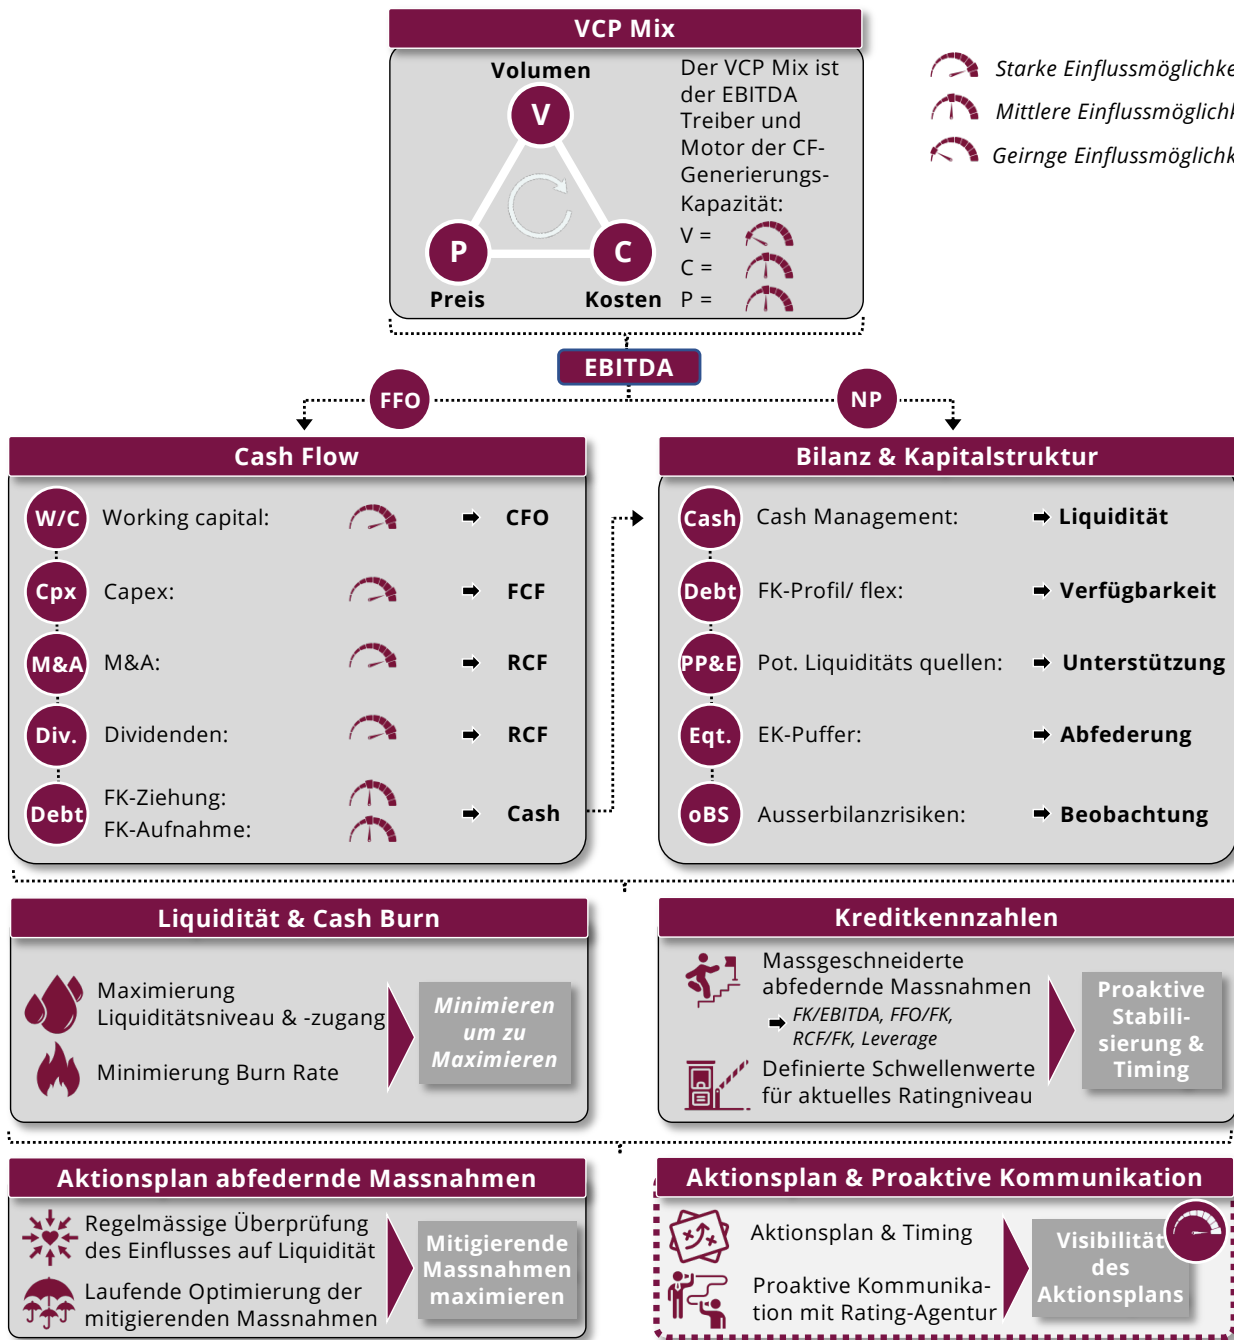 VCP Mix
Volumen
V
P
C
Preis
Kosten
Der VCP Mix ist
der EBITDA
Treiber und
Motor der CF-
Generierungs-
Kapazität:
V =
C =
P =
Starke Einflussmöglichke
Mittlere Einflussmöglichk
Geirnge Einflussmöglichk
EBITDA
FFO
NP
Cash Flow
W/C Working capital: ➡ CFO
Cpx Capex: ➡ FCF
M&A M&A: ➡ RCF
Div. Dividenden: ➡ RCF
Debt
FK-Ziehung:
FK-Aufnahme:
➡ Cash
Bilanz & Kapitalstruktur
Cash Cash Management: ➡ Liquidität
Debt FK-Profil/ flex: ➡ Verfügbarkeit
PP&E Pot. Liquiditäts quellen: ➡ Unterstützung
Eqt. EK-Puffer: ➡ Abfederung
oBS Ausserbilanzrisiken: ➡ Beobachtung
Liquidität & Cash Burn
Maximierung
Liquiditätsniveau & -zugang
Minimierung Burn Rate
Minimieren
um zu
Maximieren
Kreditkennzahlen
Massgeschneiderte
abfedernde Massnahmen
➡ FK/EBITDA, FFO/FK,
RCF/FK, Leverage
Definierte Schwellenwerte
für aktuelles Ratingniveau
Proaktive
Stabili-
sierung &
Timing
Aktionsplan abfedernde Massnahmen
Regelmässige Überprüfung
des Einflusses auf Liquidität
Laufende Optimierung der
mitigierenden Massnahmen
Mitigierende
Massnahmen
maximieren
Aktionsplan & Proaktive Kommunikation
Aktionsplan & Timing
Proaktive Kommunika-
tion mit Rating-Agentur
Visibilität
des
Aktionsplans